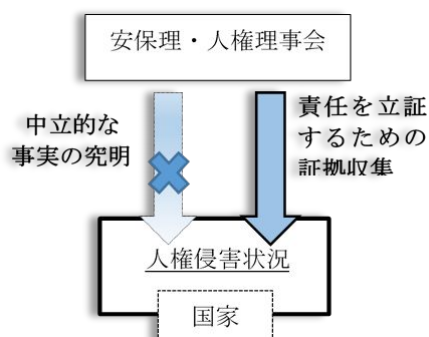 安保理・人権理事会
中立的な
事実の究明
責任を立証
するための
証拠収集
人権侵害状況
国家